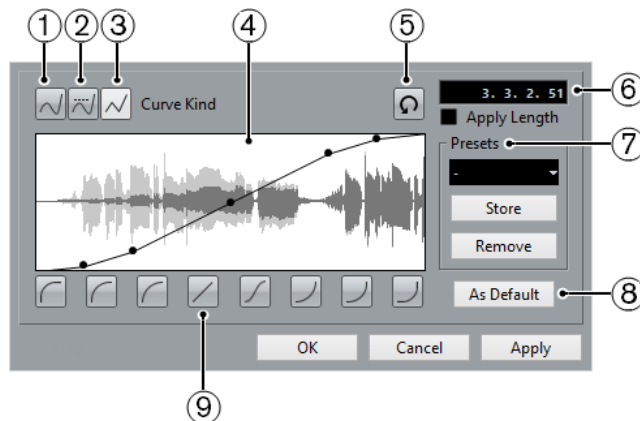 ① ② ③ ④ ⑤
Curve Kind
3. 3. 2. 51
⑥
Apply Length
Presets
⑦
-
Store
Remove
As Default
⑧
OK Cancel Apply
⑨